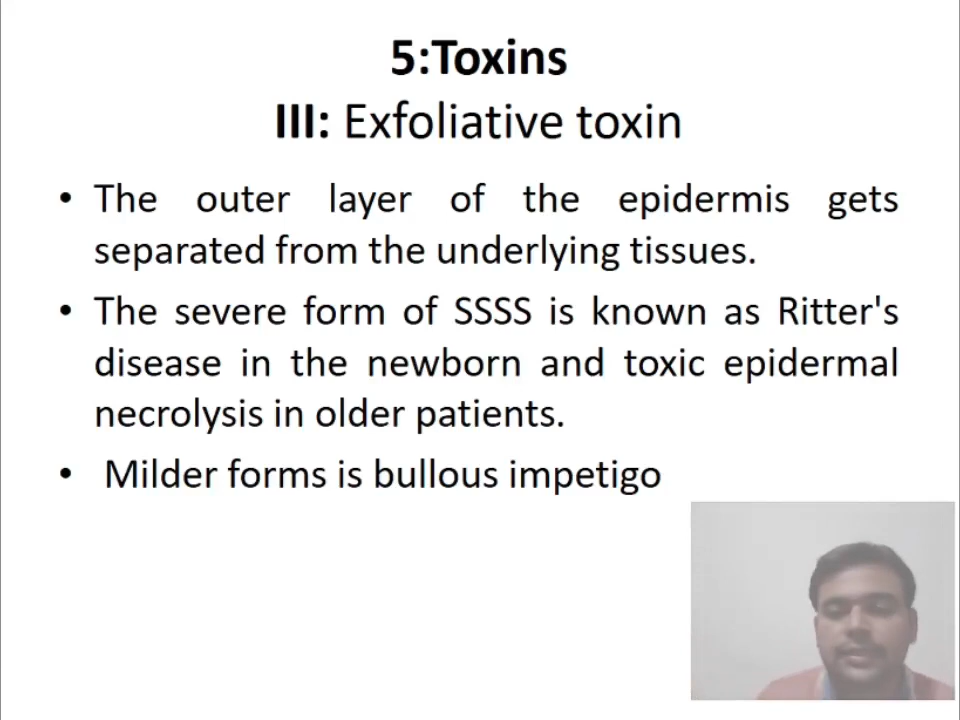 5:Toxins
III: Exfoliative toxin
• The outer layer of the epidermis gets
separated from the underlying tissues.
• The severe form of SSSS is known as Ritter's
disease in the newborn and toxic epidermal
necrolysis in older patients.
• Milder forms is bullous impetigo